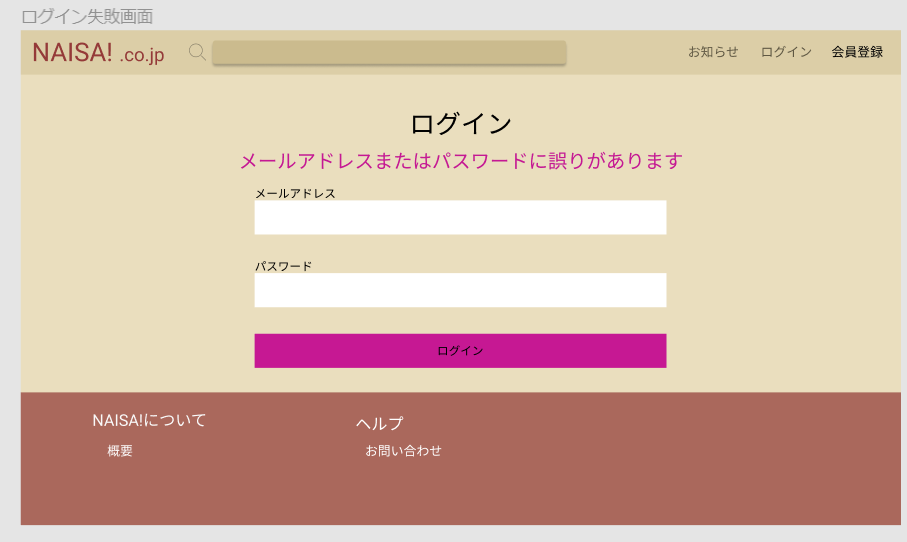 ログイン失敗画面
NAISA! .co.jp
お知らせ ログイン 会員登録
ログイン
メールアドレスまたはパスワードに誤りがあります
メールアドレス
パスワード
ログイン
NAISA!について
概要
ヘルプ
お問い合わせ